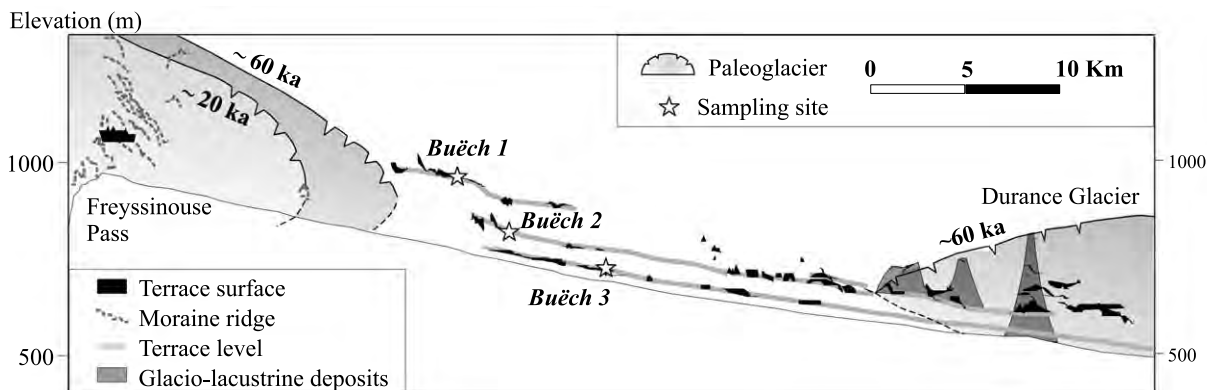 Elevation (m)
~ 60 ka
~ 20 ka
Paleoglacier
0 5 10 Km
Sampling site
1000
Buëch 1
1000
Freyssinouse
Pass
Buëch 2
Durance Glacier
~60 ka
Buëch 3
Terrace surface
Moraine ridge
Terrace level
Glacio-lacustrine deposits
500
500